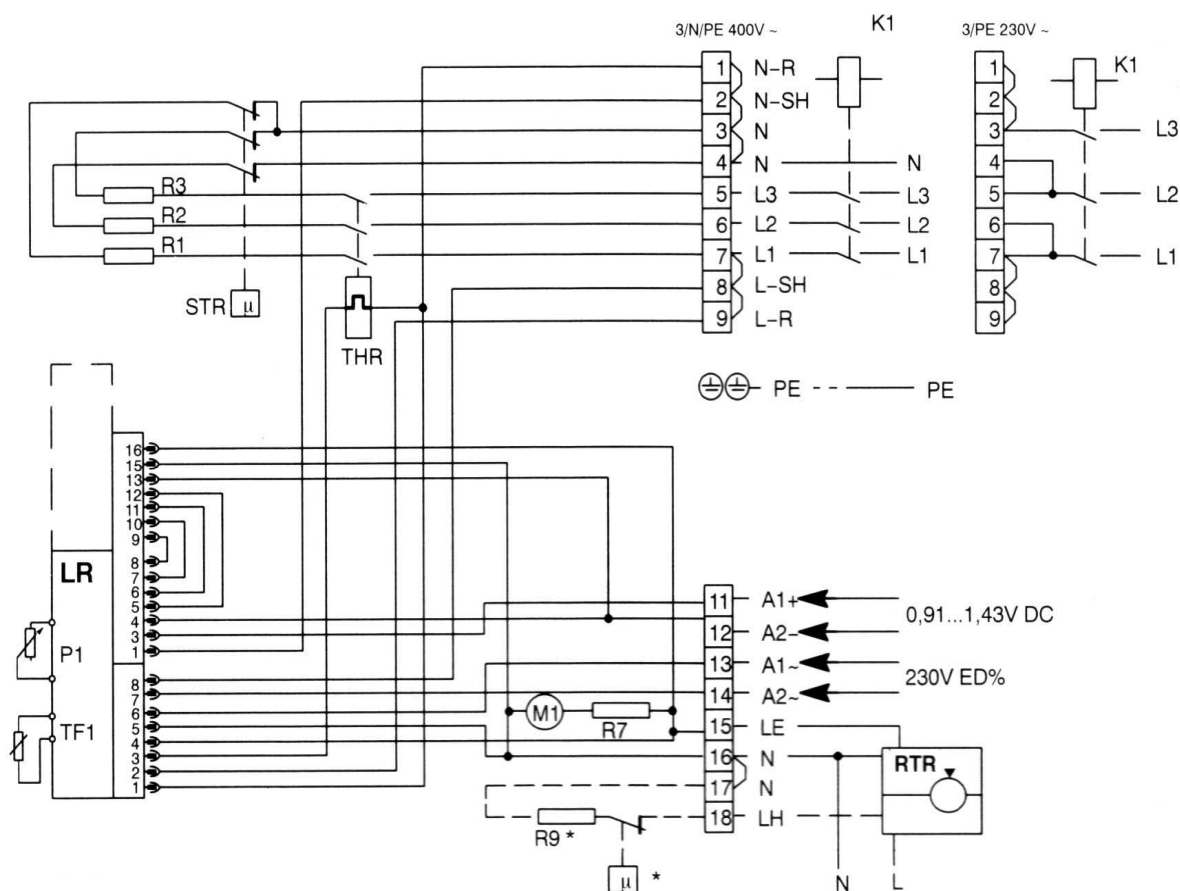 3/N/PE 400V ~
K1
3/PE 230V ~
1 N-R
2 N-SH
3 N
4 N N
5 L3 L3
6 L2 L2
7 L1 L1
8 L-SH
9 L-R
K1
1
2
3 L3
4
5 L2
6
7 L1
8
9
R3
R2
R1
STR µ
THR
PE PE
16
15
13
12
11
10
9
8
7
6
5
4
3
1
8
7
6
5
4
3
2
1
LR
P1
TF1
11 A1+
12 A2-
0,91...1,43V DC
13 A1~
14 A2~
230V ED%
15 LE
16 N
17 N
18 LH
M1
R7
R9 *
µ *
RTR
N
L